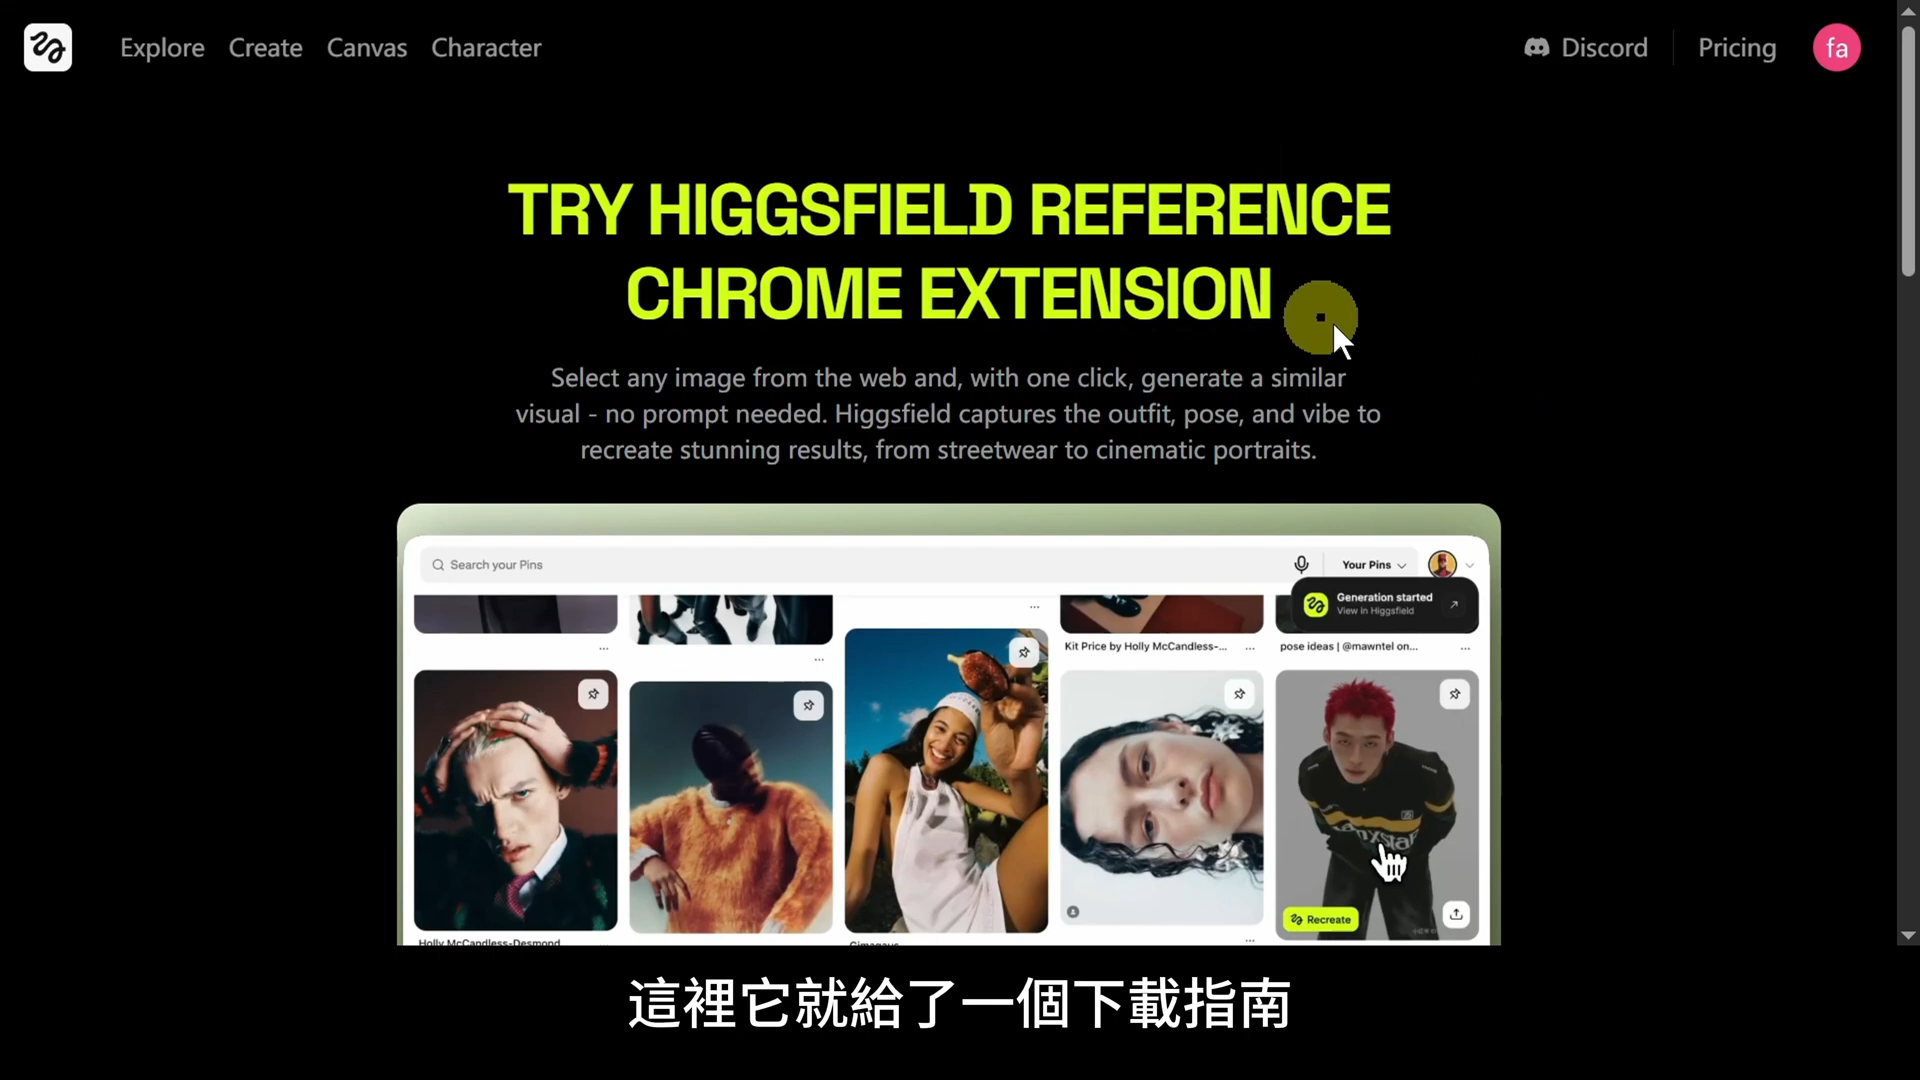 Explore Create Canvas Character Discord Pricing fa
TRY HIGGSFIELD REFERENCE
CHROME EXTENSION
Select any image from the web and, with one click, generate a similar
visual - no prompt needed. Higgsfield captures the outfit, pose, and vibe to
recreate stunning results, from streetwear to cinematic portraits.
Search your Pins Your Pins
Generation started
View in Higgsfield
Kit Price by Holly McCandless-...
pose ideas | @mawntel on...
Recreate
Holly McCandless-Desmond
這裡它就給了一個下載指南